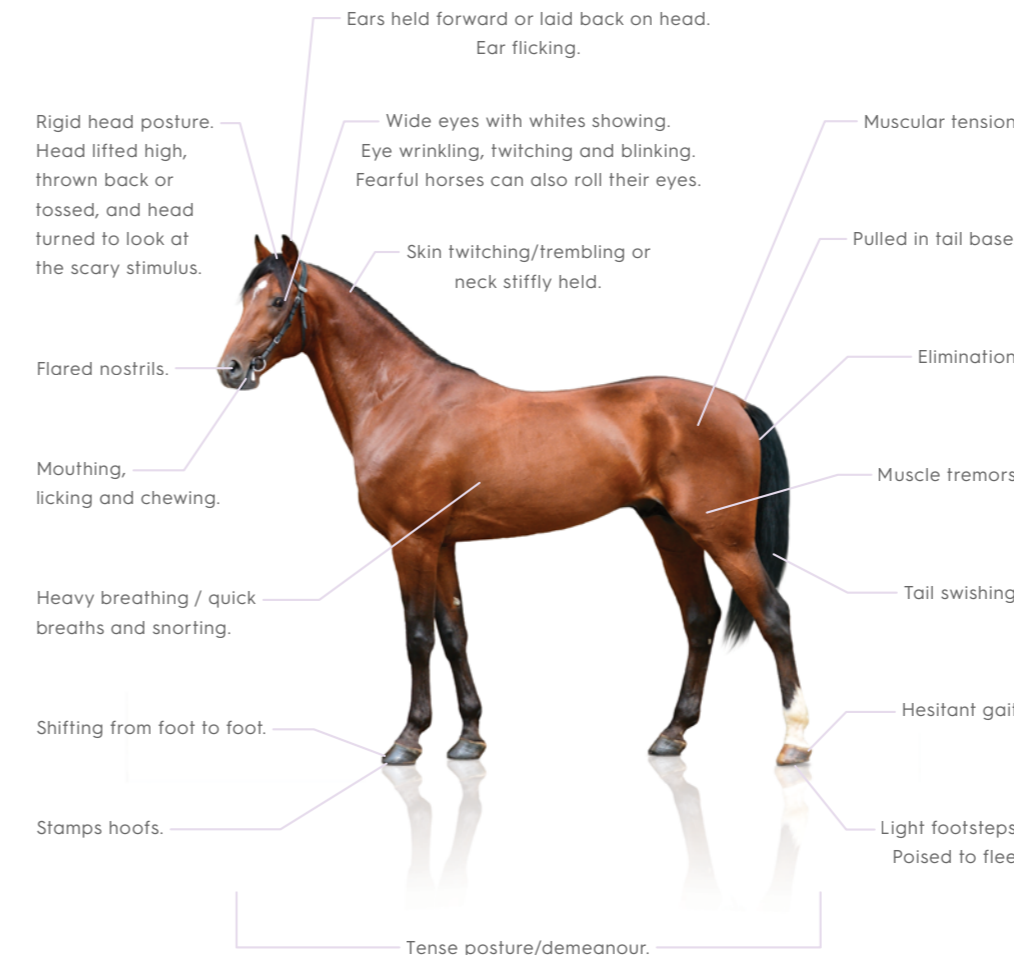 Ears held forward or laid back on head.
Ear flicking.
Rigid head posture.
Head lifted high,
thrown back or
tossed, and head
turned to look at
the scary stimulus.
Wide eyes with whites showing.
Eye wrinkling, twitching and blinking.
Fearful horses can also roll their eyes.
Muscular tension
Skin twitching/trembling or
neck stiffly held.
Pulled in tail base
Flared nostrils.
Elimination
Mouthing,
licking and chewing.
Muscle tremors
Heavy breathing / quick
breaths and snorting.
Tail swishing
Shifting from foot to foot.
Hesitant gait
Stamps hoofs.
Light footsteps
Poised to flee
Tense posture/demeanour.